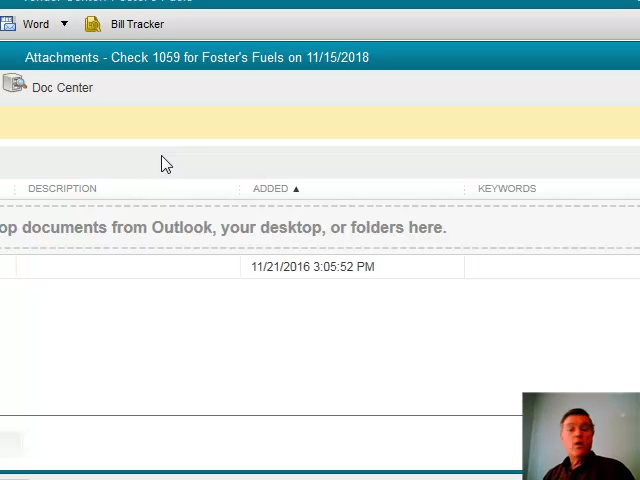 Word Bill Tracker
Attachments - Check 1059 for Foster's Fuels on 11/15/2018
Doc Center
DESCRIPTION ADDED ▲ KEYWORDS
op documents from Outlook, your desktop, or folders here.
11/21/2016 3:05:52 PM